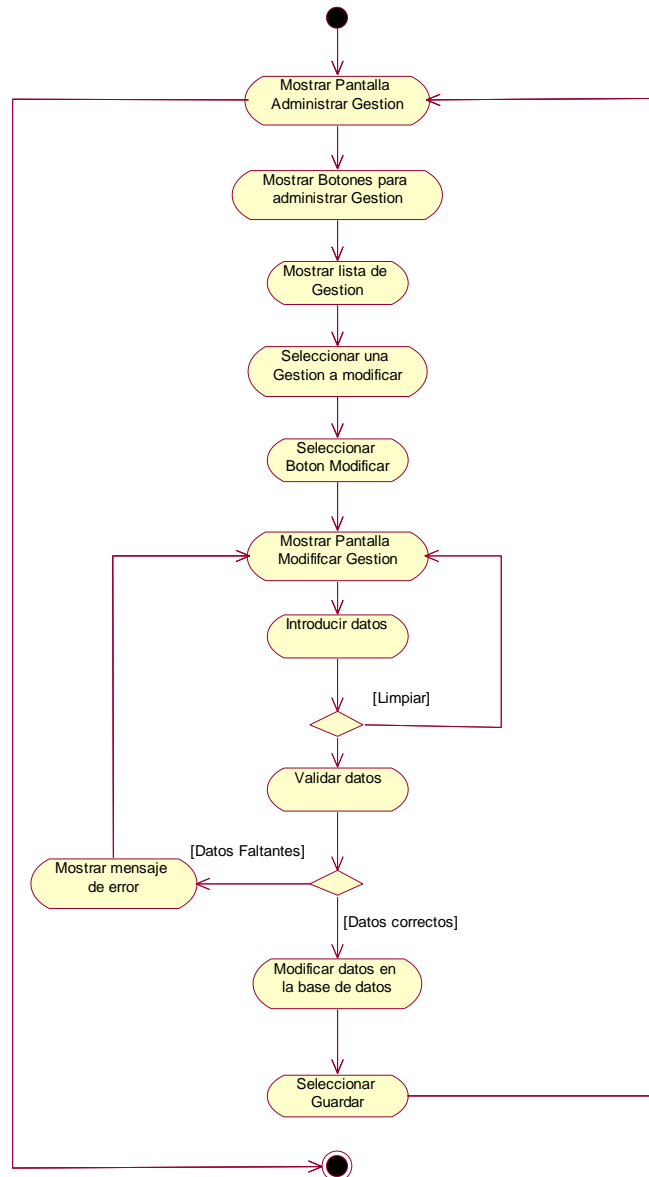 Mostrar Pantalla
Administrar Gestion
Mostrar Botones para
administrar Gestion
Mostrar lista de
Gestion
Seleccionar una
Gestion a modificar
Seleccionar
Boton Modificar
Mostrar Pantalla
Modififcar Gestion
Introducir datos
[Limpiar]
Validar datos
[Datos Faltantes]
Mostrar mensaje
de error
[Datos correctos]
Modificar datos en
la base de datos
Seleccionar
Guardar